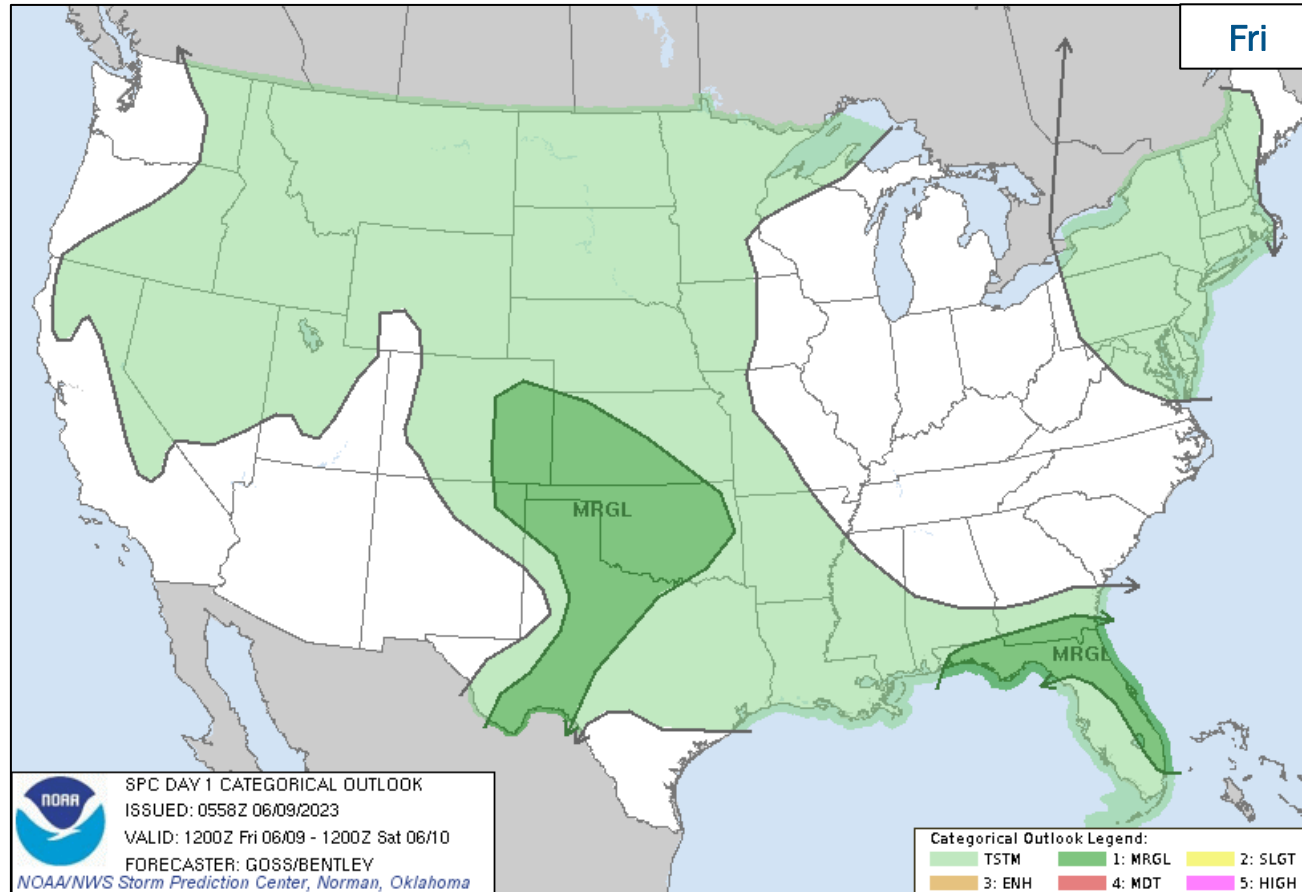 Fri
MRGL
MRGL
NOAA
SPC DAY 1 CATEGORICAL OUTLOOK
ISSUED: 0558Z 06/09/2023
VALID: 1200Z Fri 06/09 - 1200Z Sat 06/10
FORECASTER: GOSS/BENTLEY
NOAA/NWS Storm Prediction Center, Norman, Oklahoma
Categorical Outlook Legend:
TSTM 1: MRGL 2: SLGT
3: ENH 4: MDT 5: HIGH